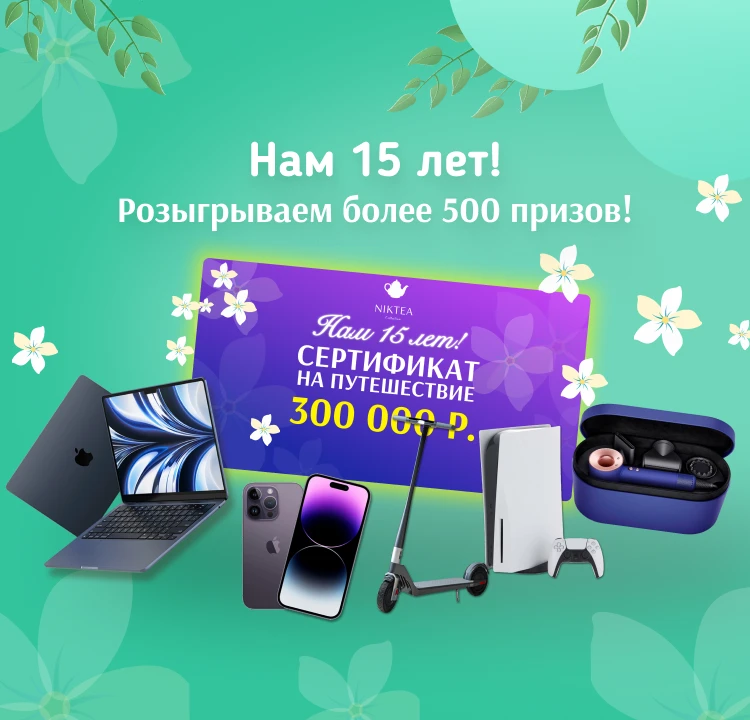 Нам 15 лет!
Розыгрываем более 500 призов!
NIKTEA
Нам 15 лет!
СЕРТИФИКАТ
НА ПУТЕШЕСТВИЕ
300 000 Р.